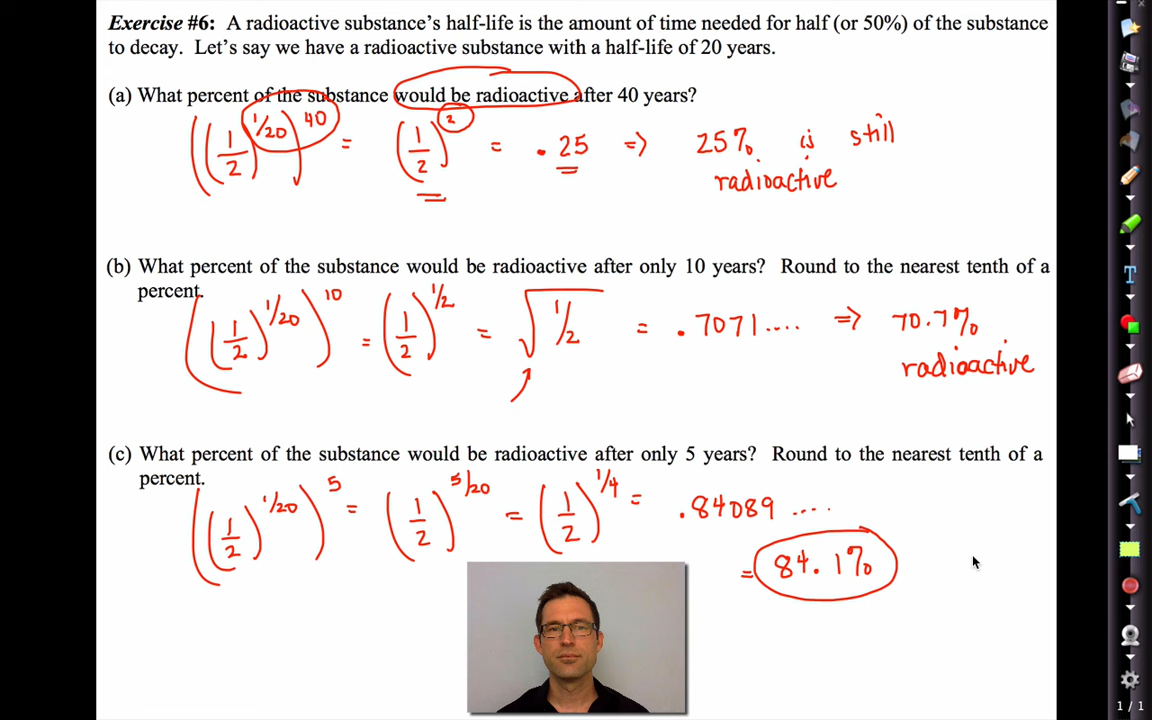 Exercise #6: A radioactive substance's half-life is the amount of time needed for half (or 50%) of the substance
to decay. Let's say we have a radioactive substance with a half-life of 20 years.
(a) What percent of the substance would be radioactive after 40 years?
((1/2)^1/20)^40 = (1/2)^2 = .25 => 25% is still
radioactive
(b) What percent of the substance would be radioactive after only 10 years? Round to the nearest tenth of a
percent.
((1/2)^1/20)^10 = (1/2)^1/2 = √1/2 = .7071.... => 70.7%
radioactive
(c) What percent of the substance would be radioactive after only 5 years? Round to the nearest tenth of a
percent.
((1/2)^1/20)^5 = (1/2)^5/20 = (1/2)^1/4 = .84089 ....
= 84.1%
T
1 / 1